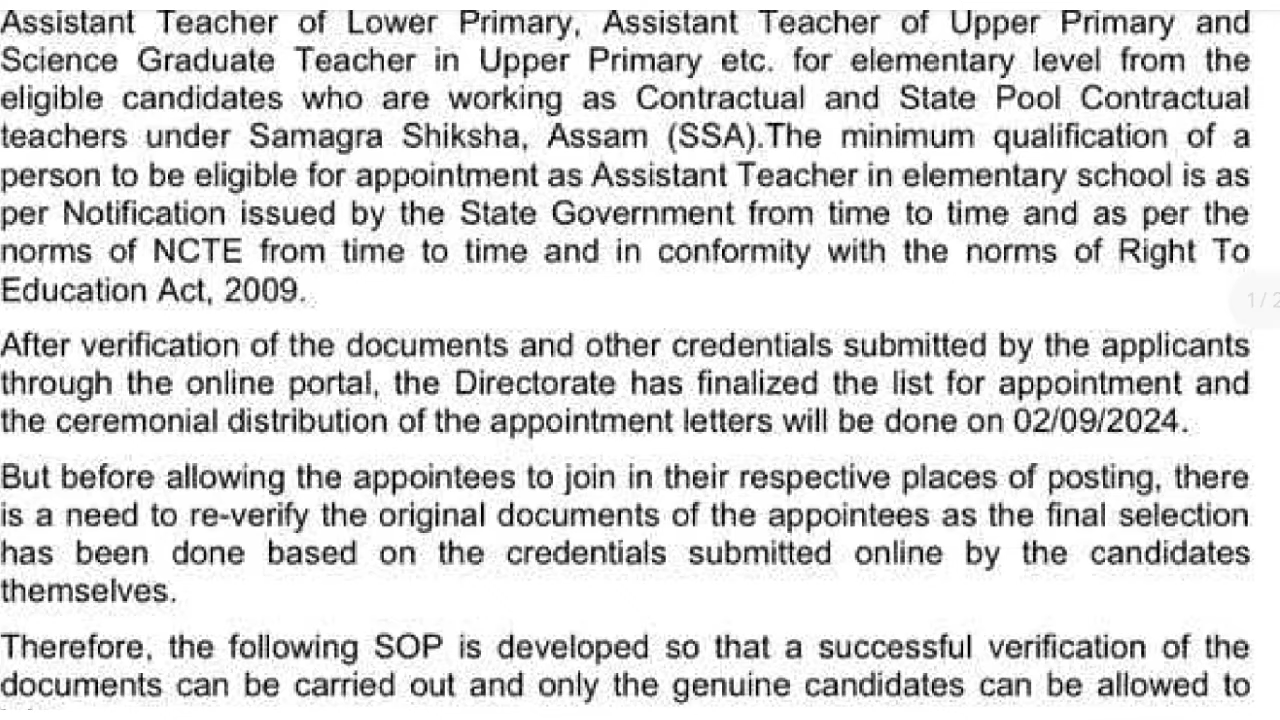 Assistant Teacher of Lower Primary, Assistant Teacher of Upper Primary and
Science Graduate Teacher in Upper Primary etc. for elementary level from the
eligible candidates who are working as Contractual and State Pool Contractual
teachers under Samagra Shiksha, Assam (SSA).The minimum qualification of a
person to be eligible for appointment as Assistant Teacher in elementary school is as
per Notification issued by the State Government from time to time and as per the
norms of NCTE from time to time and in conformity with the norms of Right To
Education Act, 2009.
1/2
After verification of the documents and other credentials submitted by the applicants
through the online portal, the Directorate has finalized the list for appointment and
the ceremonial distribution of the appointment letters will be done on 02/09/2024.
But before allowing the appointees to join in their respective places of posting, there
is a need to re-verify the original documents of the appointees as the final selection
has been done based on the credentials submitted online by the candidates
themselves.
Therefore, the following SOP is developed so that a successful verification of the
documents can be carried out and only the genuine candidates can be allowed to